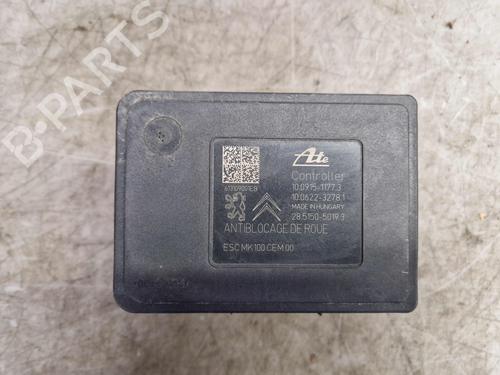 B-PARTS
Ate
Controller
10.0915-1177.3
10.0622-3278.1
MADE IN HUNGARY
28.5150-5019.3
ANTIBLOCAGE DE ROUE
ESC MK100 CEM 00